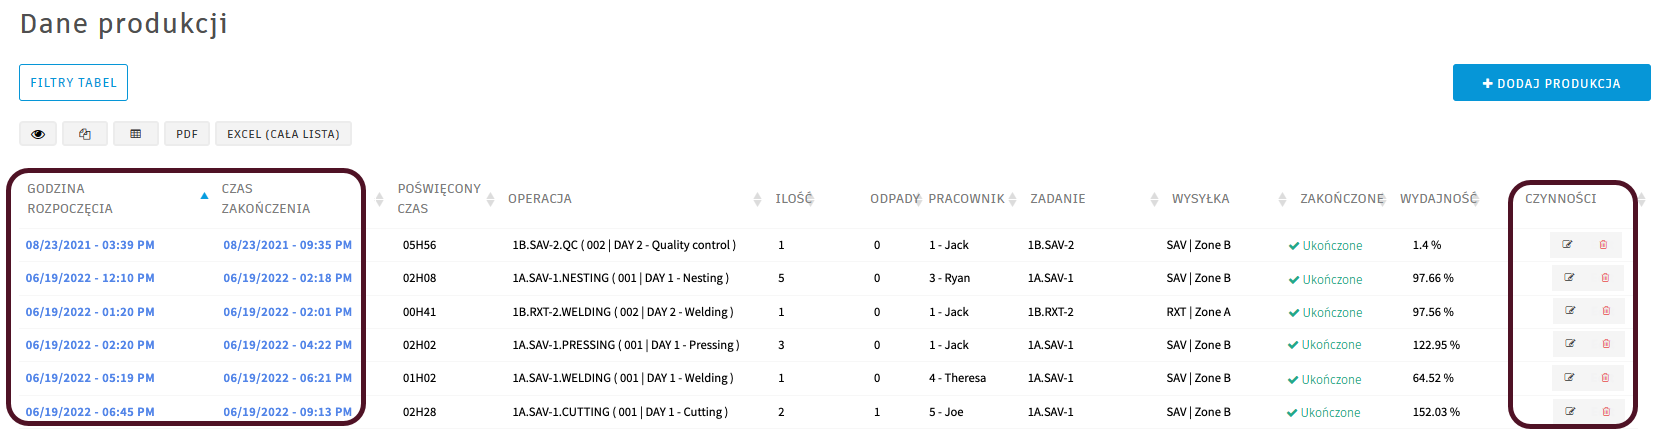 Dane produkcji
FILTRY TABEL
DODAJ PRODUKCJA
PDF EXCEL (CAŁA LISTA)
GODZINA ROZPOCZĘCIA CZAS ZAKOŃCZENIA POŚWIĘCONY CZAS OPERACJA ILOŚĆ ODPADY PRACOWNIK ZADANIE WYSYŁKA ZAKOŃCZONE WYDAJNOŚĆ CZYNNOŚCI
08/23/2021 - 03:39 PM 08/23/2021 - 09:35 PM 05H56 1B.SAV-2.QC ( 002 | DAY 2 - Quality control ) 1 0 1 - Jack 1B.SAV-2 SAV | Zone B Ukończone 1.4 %
06/19/2022 - 12:10 PM 06/19/2022 - 02:18 PM 02H08 1A.SAV-1.NESTING ( 001 | DAY 1 - Nesting ) 5 0 3 - Ryan 1A.SAV-1 SAV | Zone B Ukończone 97.66 %
06/19/2022 - 01:20 PM 06/19/2022 - 02:01 PM 00H41 1B.RXT-2.WELDING ( 002 | DAY 2 - Welding ) 1 0 1 - Jack 1B.RXT-2 RXT | Zone A Ukończone 97.56 %
06/19/2022 - 02:20 PM 06/19/2022 - 04:22 PM 02H02 1A.SAV-1.PRESSING ( 001 | DAY 1 - Pressing ) 3 0 1 - Jack 1A.SAV-1 SAV | Zone B Ukończone 122.95 %
06/19/2022 - 05:19 PM 06/19/2022 - 06:21 PM 01H02 1A.SAV-1.WELDING ( 001 | DAY 1 - Welding ) 1 0 4 - Theresa 1A.SAV-1 SAV | Zone B Ukończone 64.52 %
06/19/2022 - 06:45 PM 06/19/2022 - 09:13 PM 02H28 1A.SAV-1.CUTTING ( 001 | DAY 1 - Cutting ) 2 1 5 - Joe 1A.SAV-1 SAV | Zone B Ukończone 152.03 %